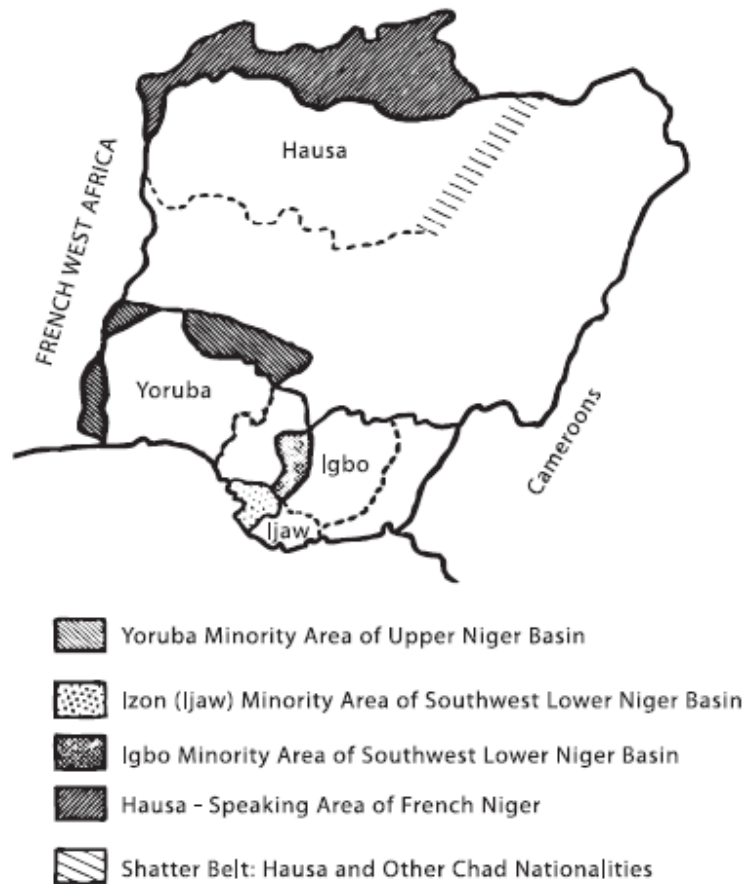 Hausa
FRENCH WEST AFRICA
Yoruba
Igbo
Ijaw
Cameroons
Yoruba Minority Area of Upper Niger Basin
Izon (Ijaw) Minority Area of Southwest Lower Niger Basin
Igbo Minority Area of Southwest Lower Niger Basin
Hausa - Speaking Area of French Niger
Shatter Belt: Hausa and Other Chad Nationalities